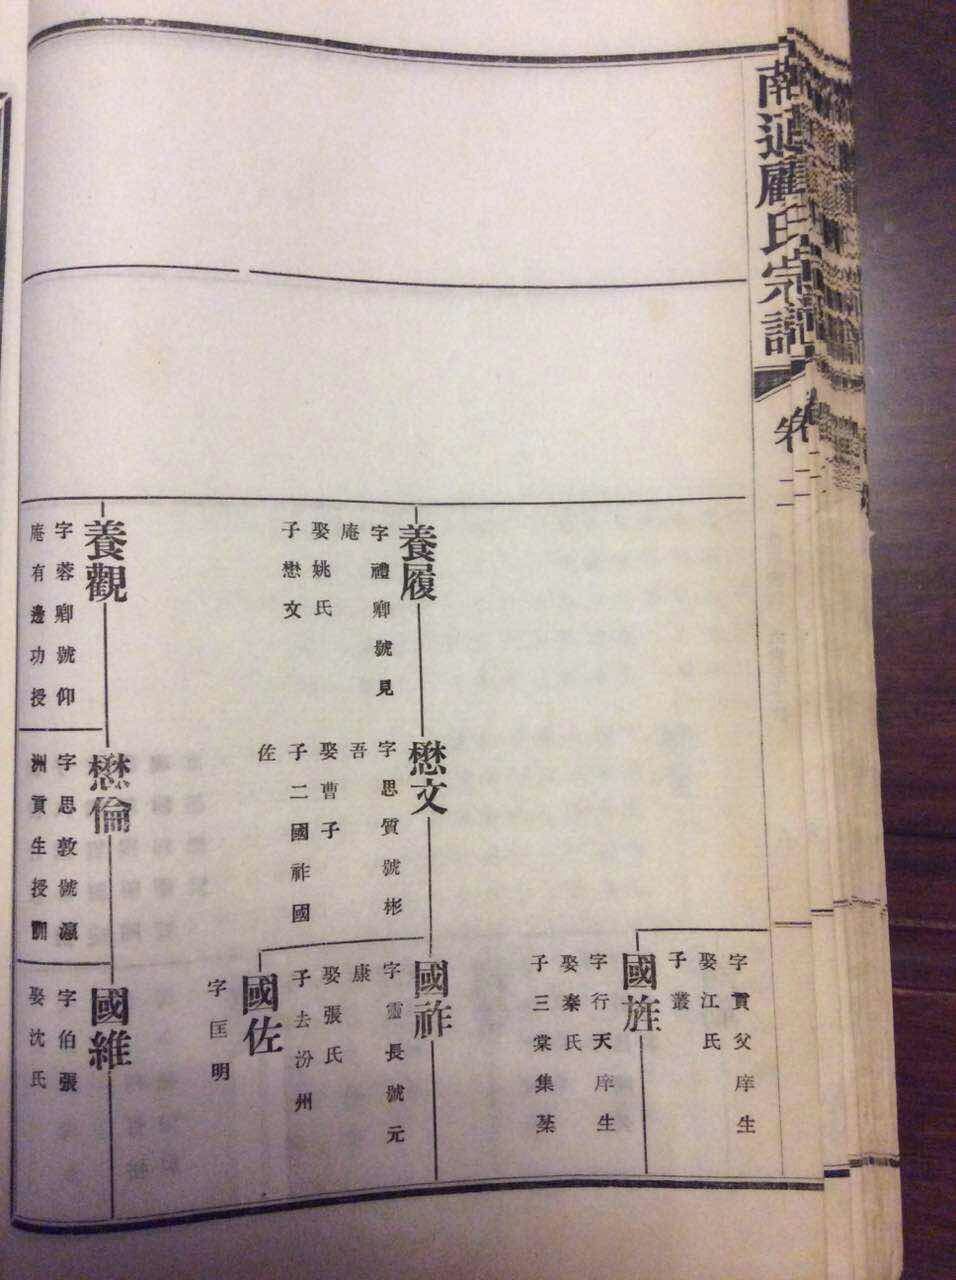 南通顧氏宗譜
卷二
字貢父庠生
娶江氏
子叢
國旌
字行天庠生
娶秦氏
子三棠集棻
養履
字禮卿號見
庵
娶姚氏
子懋文
懋文
字思質號彬
吾
娶曹子
子二國祚國
佐
國祚
字靈長號元
康
娶張氏
子去汾州
國佐
字匡明
養觀
字蓉卿號仰
庵有邊功授
懋倫
字思敦號瀛
洲貢生授
國維
字伯張
娶沈氏